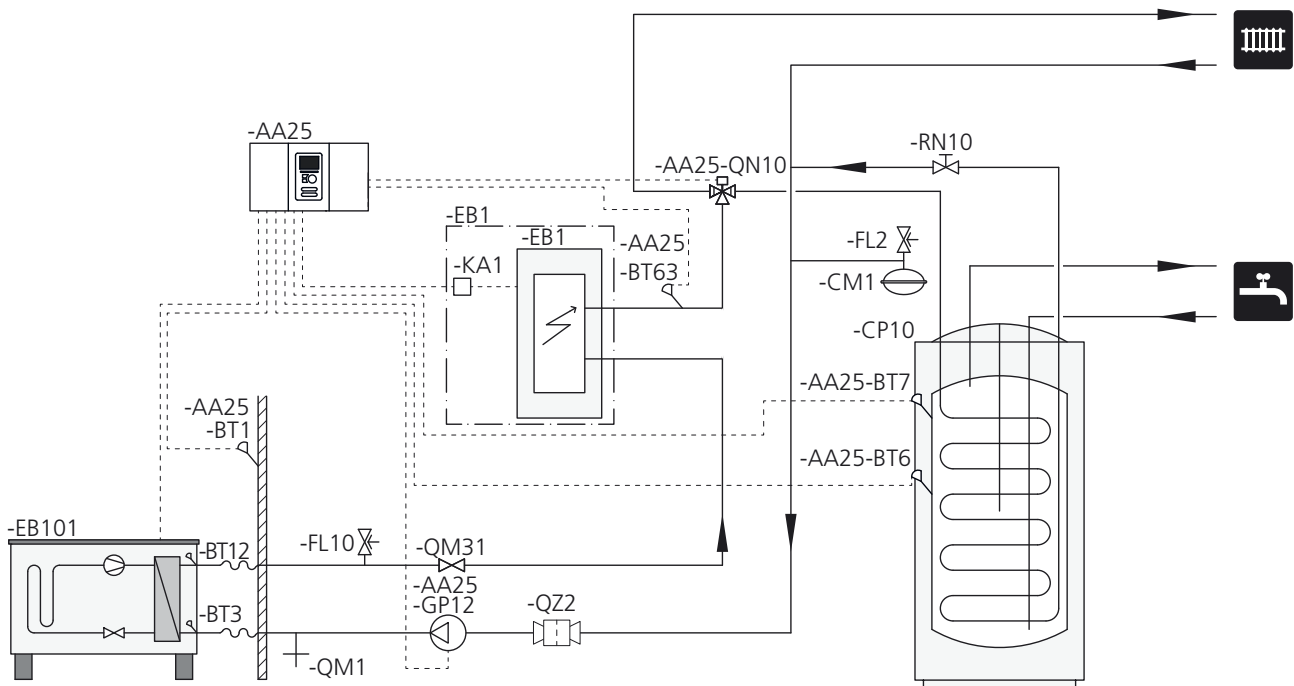 -AA25
-RN10
-AA25-QN10
-EB1
-EB1
-AA25
-FL2
-KA1
-BT63
-CM1
-CP10
-AA25-BT7
-AA25
-BT1
-AA25-BT6
-EB101
-BT12
-FL10
-QM31
-AA25
-GP12
-QZ2
-BT3
-QM1